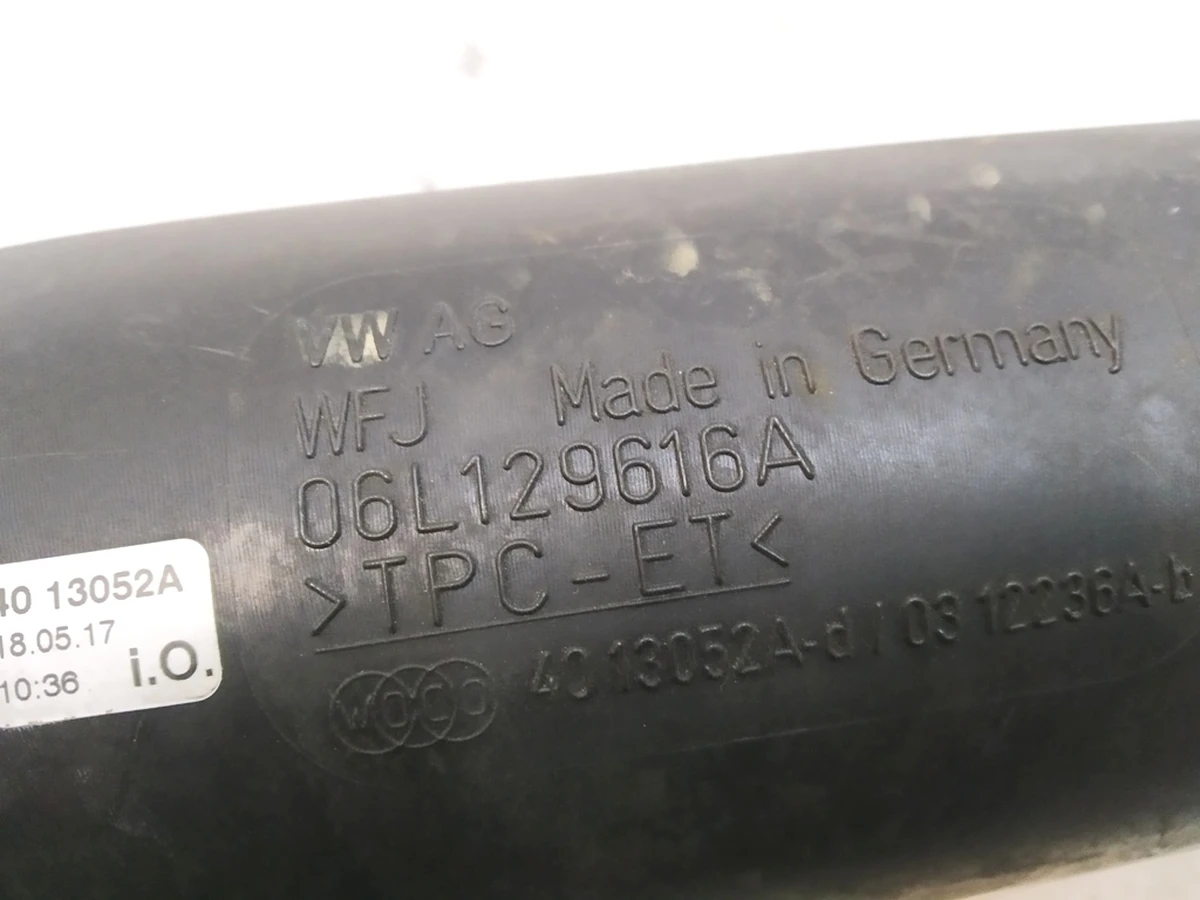 VW AG
WFJ Made in Germany
06L129616A
>TPC-ET<
WOCO 40 13052A-d / 03 12236A-b
40 13052A
18.05.17
10:36 i.O.